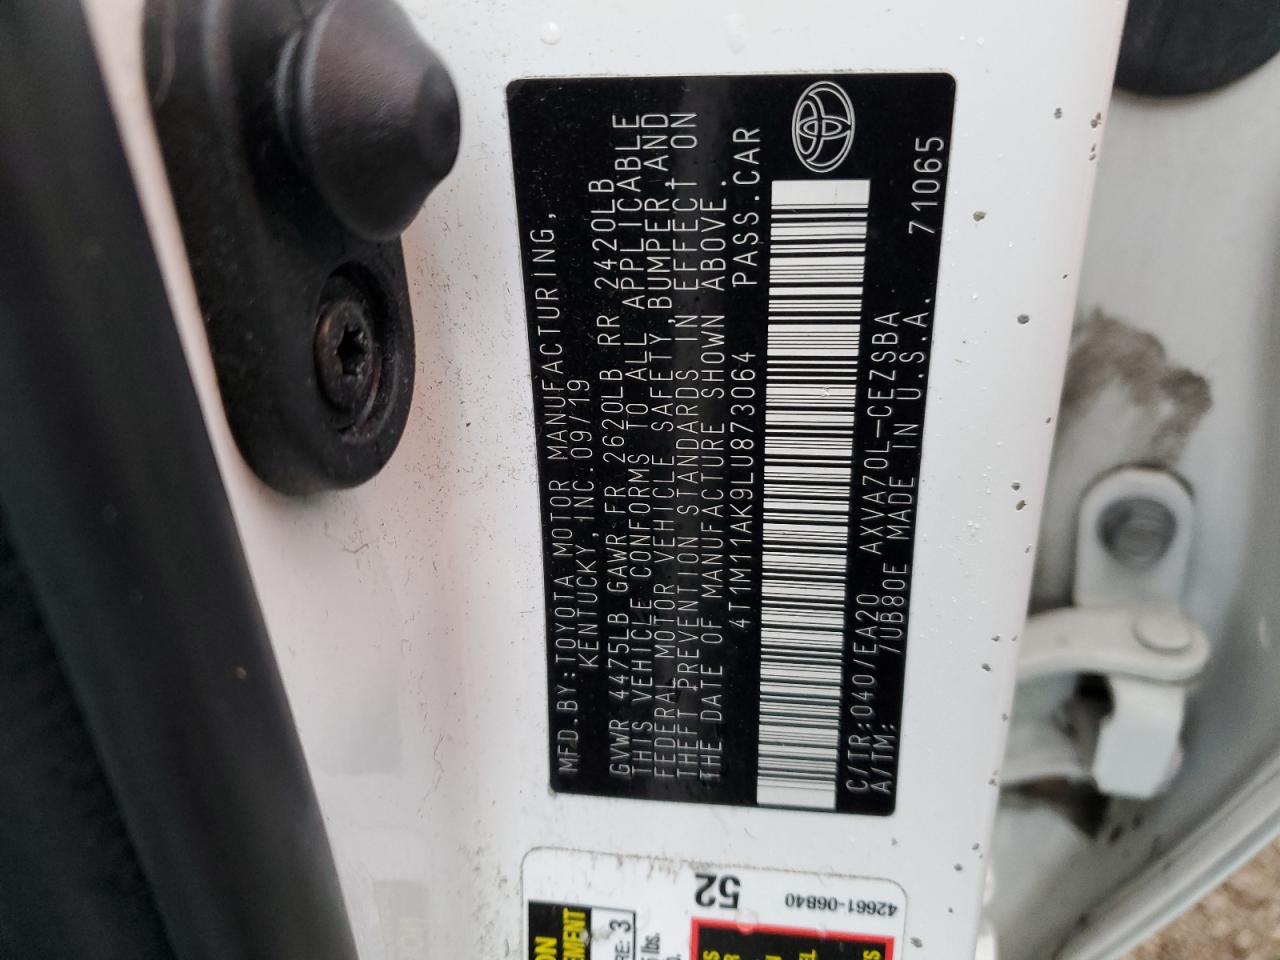 MFD.BY:TOYOTA MOTOR MANUFACTURING,
KENTUCKY,INC.09/19
GVWR 4475LB GAWR FR 2620LB RR 2420LB
THIS VEHICLE CONFORMS TO ALL APPLICABLE
FEDERAL MOTOR VEHICLE SAFETY,BUMPER,AND
THEFT PREVENTION STANDARDS IN EFFECT ON
THE DATE OF MANUFACTURE SHOWN ABOVE.
4T1M11AK9LU873064 PASS.CAR
C/TR:040/EA20 AXVA70L-CEZSBA
A/TM: /UB80E MADE IN U.S.A. 71065
52
42661-06840